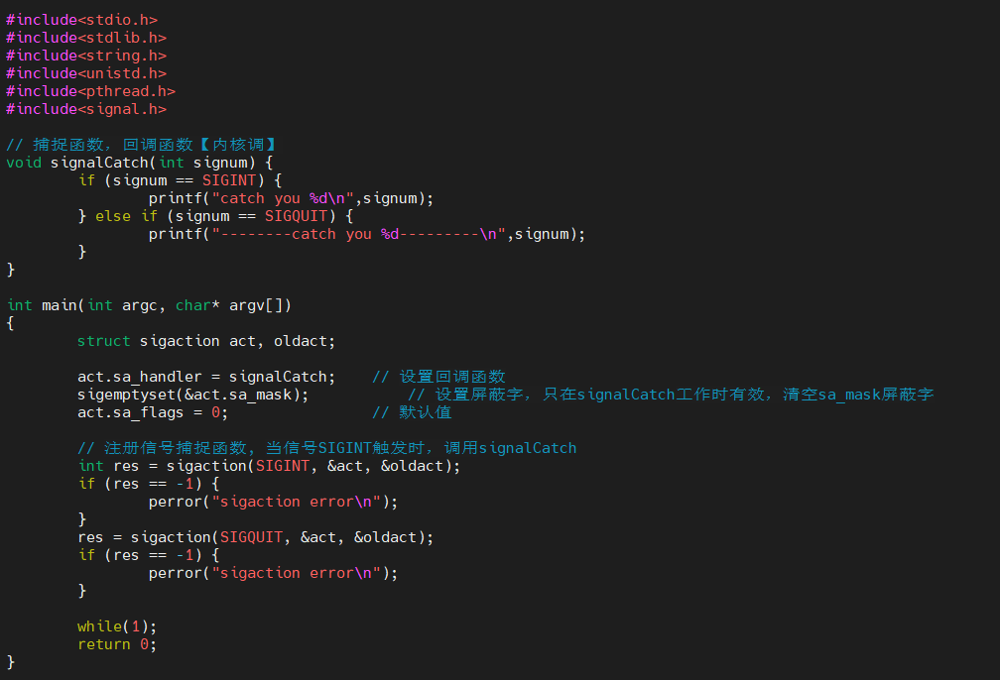 #include<stdio.h>
#include<stdlib.h>
#include<string.h>
#include<unistd.h>
#include<pthread.h>
#include<signal.h>
// 捕捉函数，回调函数【内核调】
void signalCatch(int signum) {
        if (signum == SIGINT) {
                printf("catch you %d\n",signum);
        } else if (signum == SIGQUIT) {
                printf("--------catch you %d---------\n",signum);
        }
}
int main(int argc, char* argv[])
{
        struct sigaction act, oldact;
        act.sa_handler = signalCatch;    // 设置回调函数
        sigemptyset(&act.sa_mask);           // 设置屏蔽字，只在signalCatch工作时有效，清空sa_mask屏蔽字
        act.sa_flags = 0;                // 默认值
        // 注册信号捕捉函数, 当信号SIGINT触发时，调用signalCatch
        int res = sigaction(SIGINT, &act, &oldact);
        if (res == -1) {
                perror("sigaction error\n");
        }
        res = sigaction(SIGQUIT, &act, &oldact);
        if (res == -1) {
                perror("sigaction error\n");
        }
        while(1);
        return 0;
}